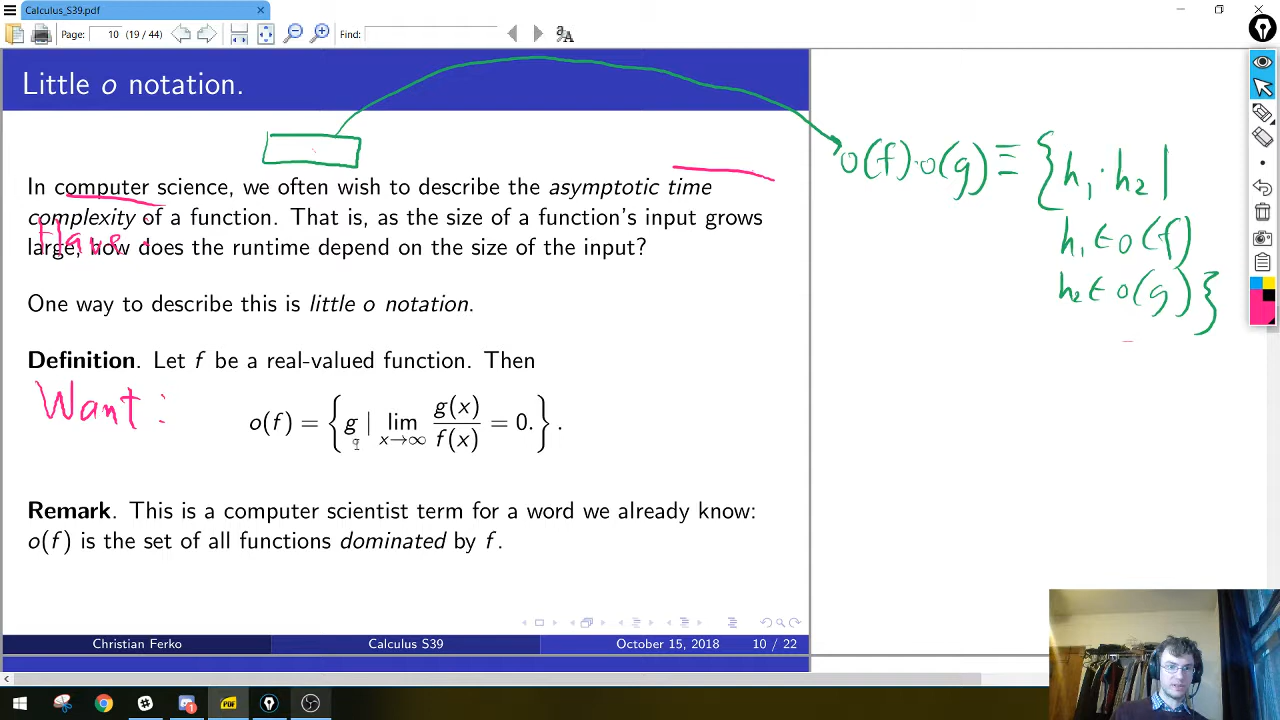 Calculus_S39.pdf
Page: 10 (19 / 44) Find:
Little o notation.
In computer science, we often wish to describe the asymptotic time
complexity of a function. That is, as the size of a function's input grows
large, how does the runtime depend on the size of the input?
Have:
One way to describe this is little o notation.
Definition. Let f be a real-valued function. Then
Want:
o(f) = { g | lim x→∞ g(x)/f(x) = 0. } .
Remark. This is a computer scientist term for a word we already know:
o(f) is the set of all functions dominated by f.
Christian Ferko Calculus S39 October 15, 2018 10 / 22
o(f)·o(g) ≡ { h₁·h₂ |
h₁ ∈ o(f)
h₂ ∈ o(g) }